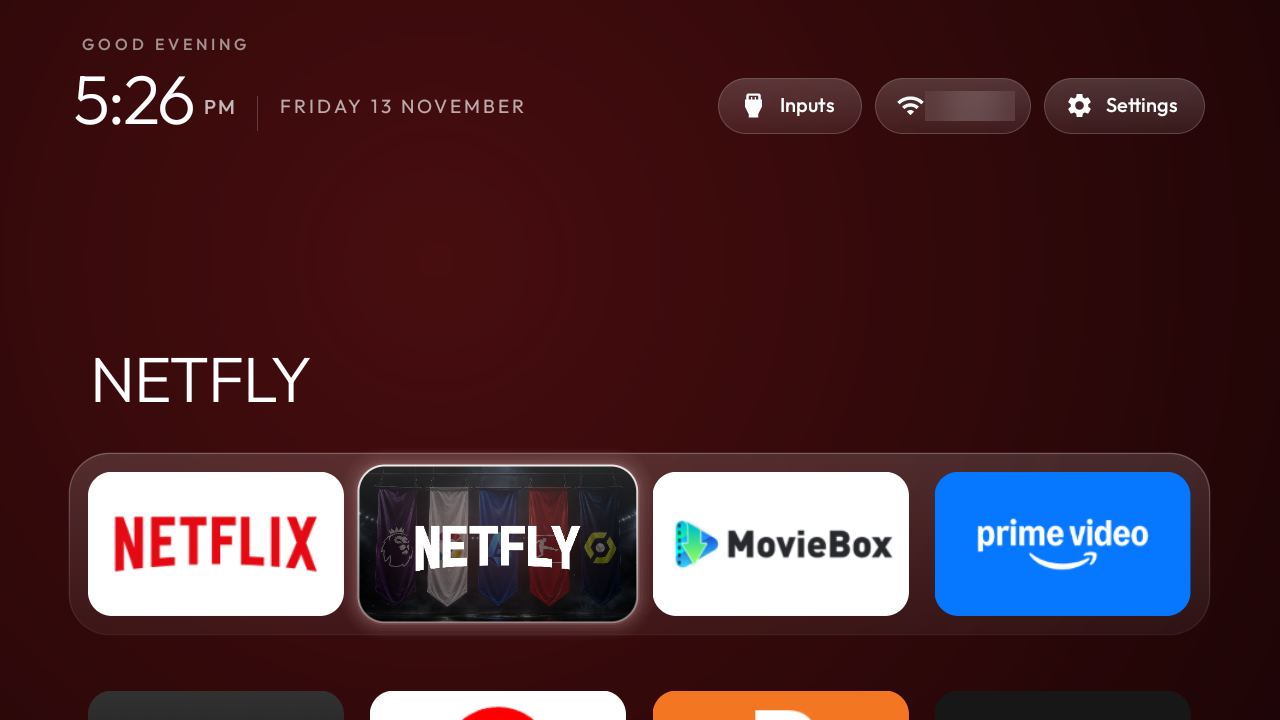 GOOD EVENING
5:26 PM
FRIDAY 13 NOVEMBER
Inputs
Settings
NETFLY
NETFLIX
NETFLY
MovieBox
prime video